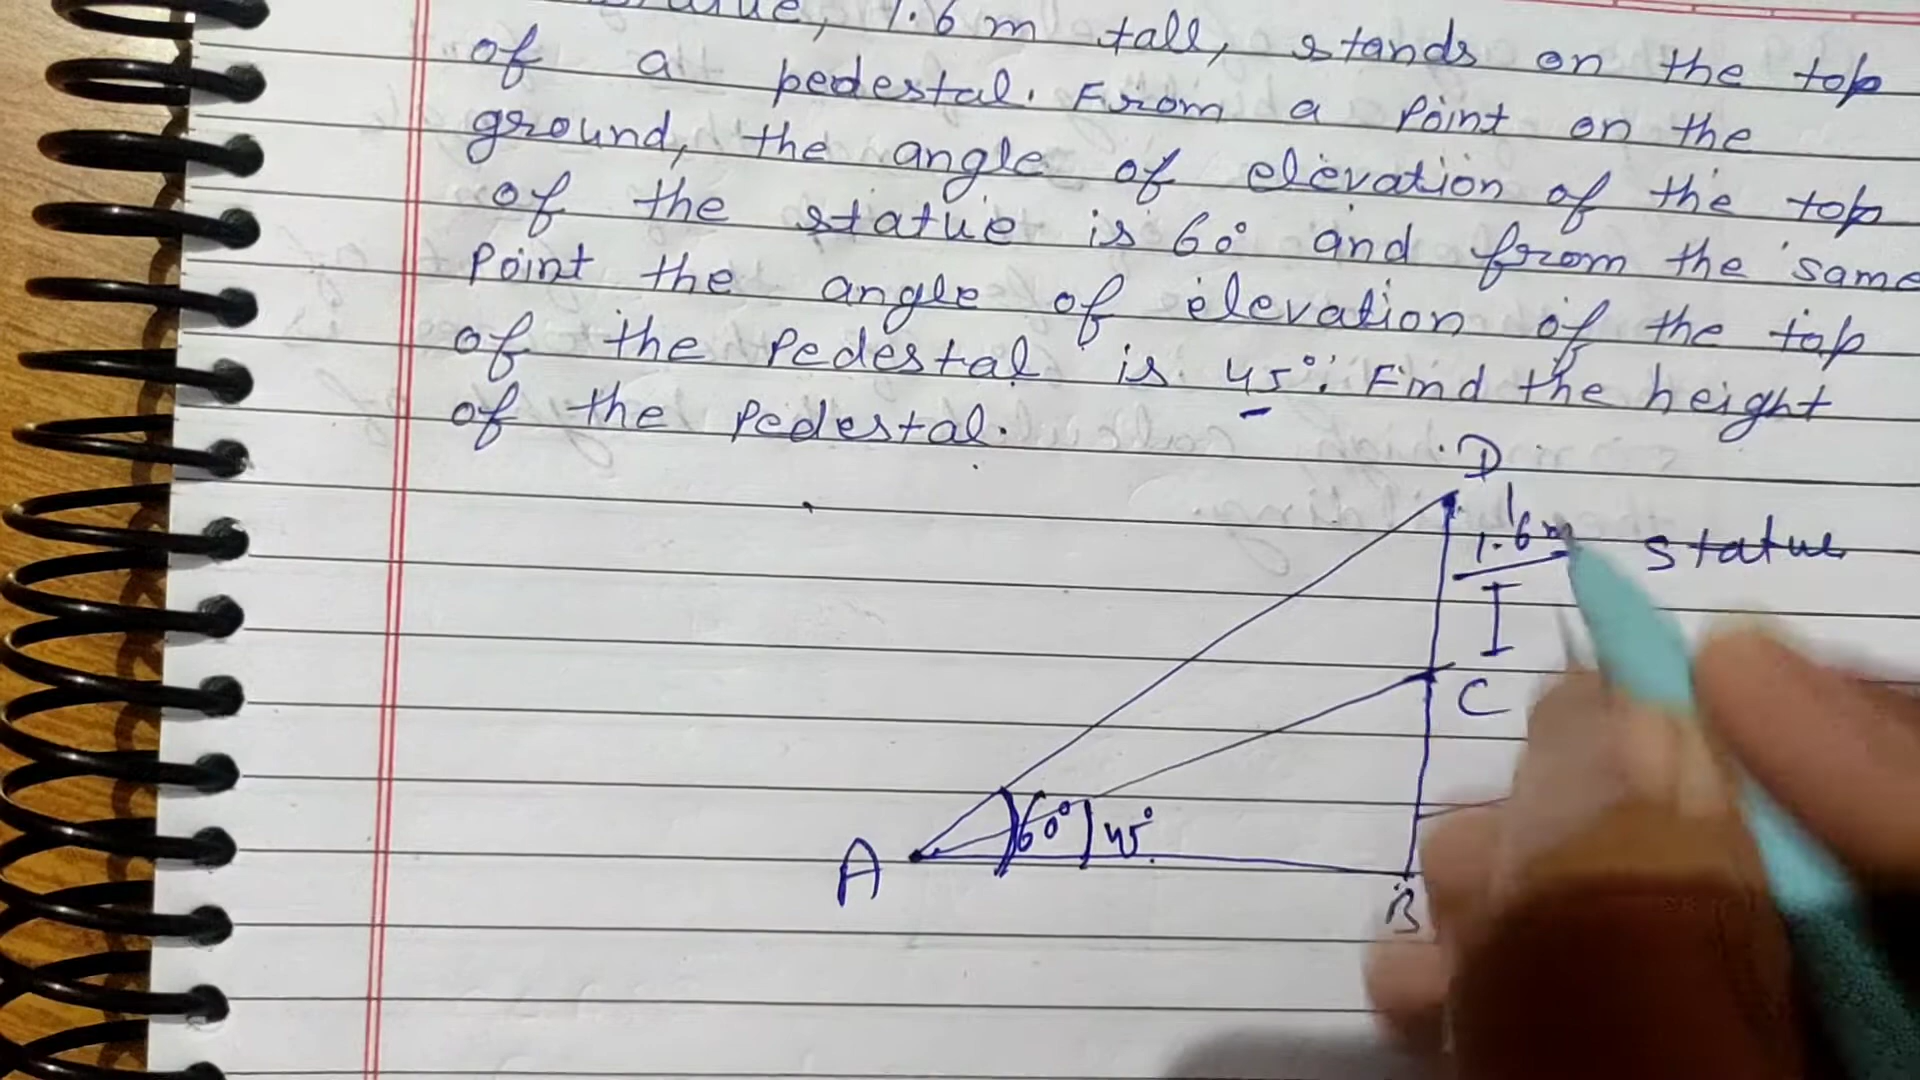 1.6 m tall, stands on the top
of a pedestal. From a Point on the
ground, the angle of elevation of the top
of the statue is 60° and from the same
Point the angle of elevation of the top
of the Pedestal is 45°. Find the height
of the Pedestal.
D
1.6m statue
I
C
60° 45°
A
B